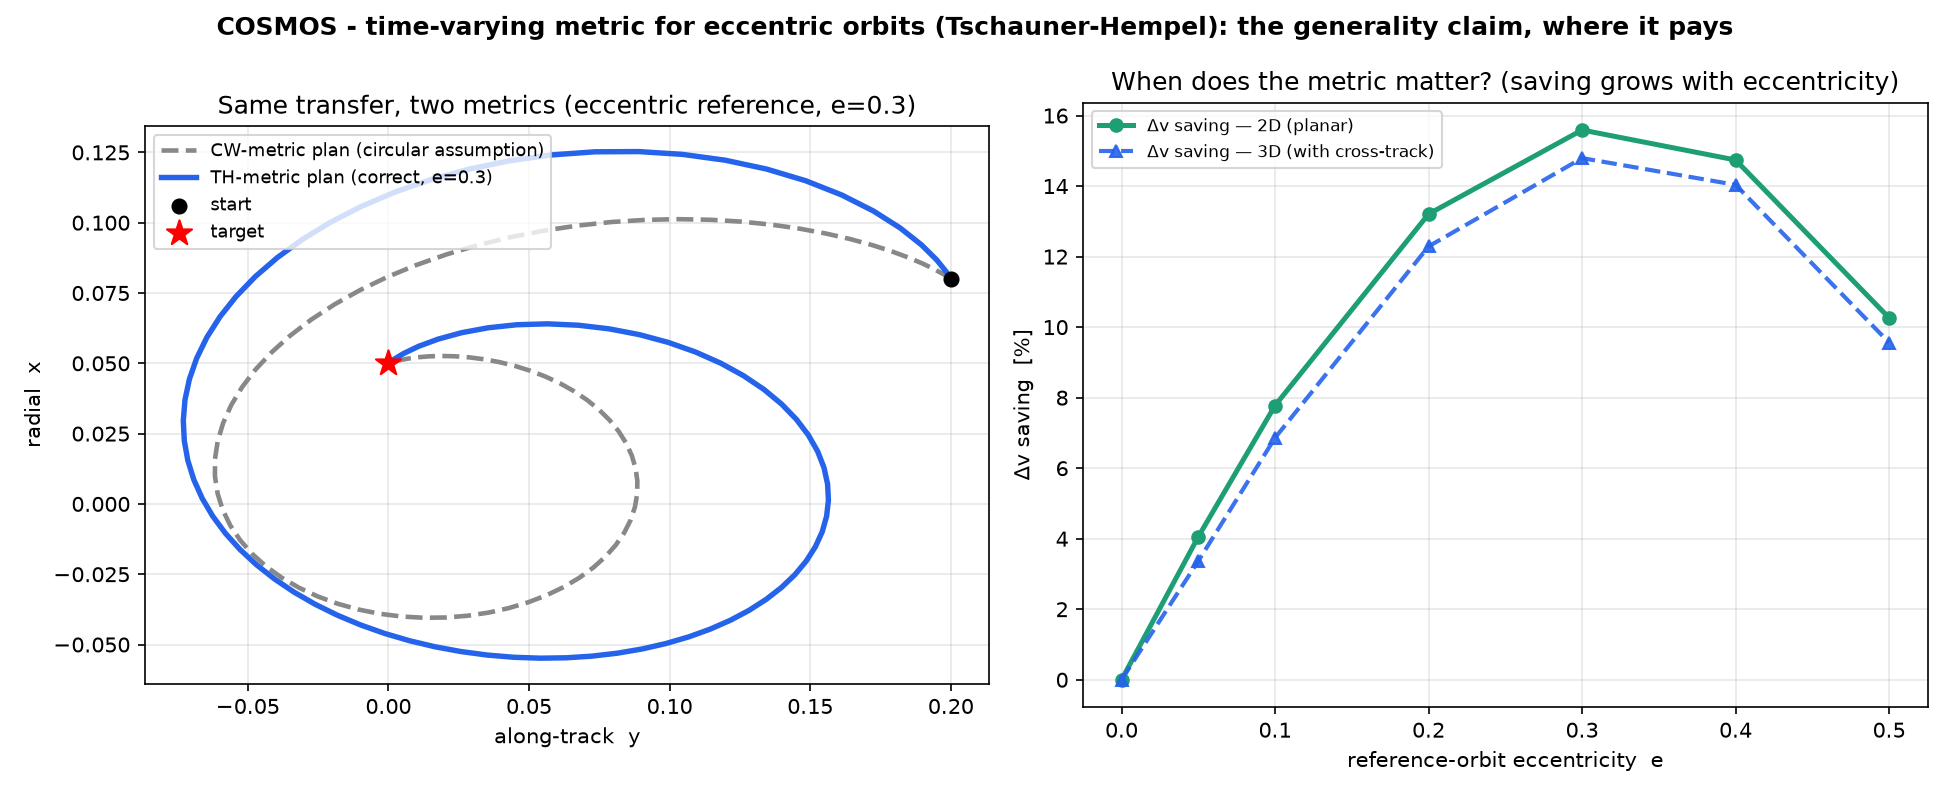 COSMOS - time-varying metric for eccentric orbits (Tschauner-Hempel): the generality claim, where it pays
Same transfer, two metrics (eccentric reference, e=0.3)
CW-metric plan (circular assumption)
TH-metric plan (correct, e=0.3)
start
target
0.125
0.100
0.075
0.050
0.025
0.000
−0.025
−0.050
radial x
−0.05
0.00
0.05
0.10
0.15
0.20
along-track y
When does the metric matter? (saving grows with eccentricity)
Δv saving — 2D (planar)
Δv saving — 3D (with cross-track)
16
14
12
10
8
6
4
2
0
Δv saving [%]
0.0
0.1
0.2
0.3
0.4
0.5
reference-orbit eccentricity e